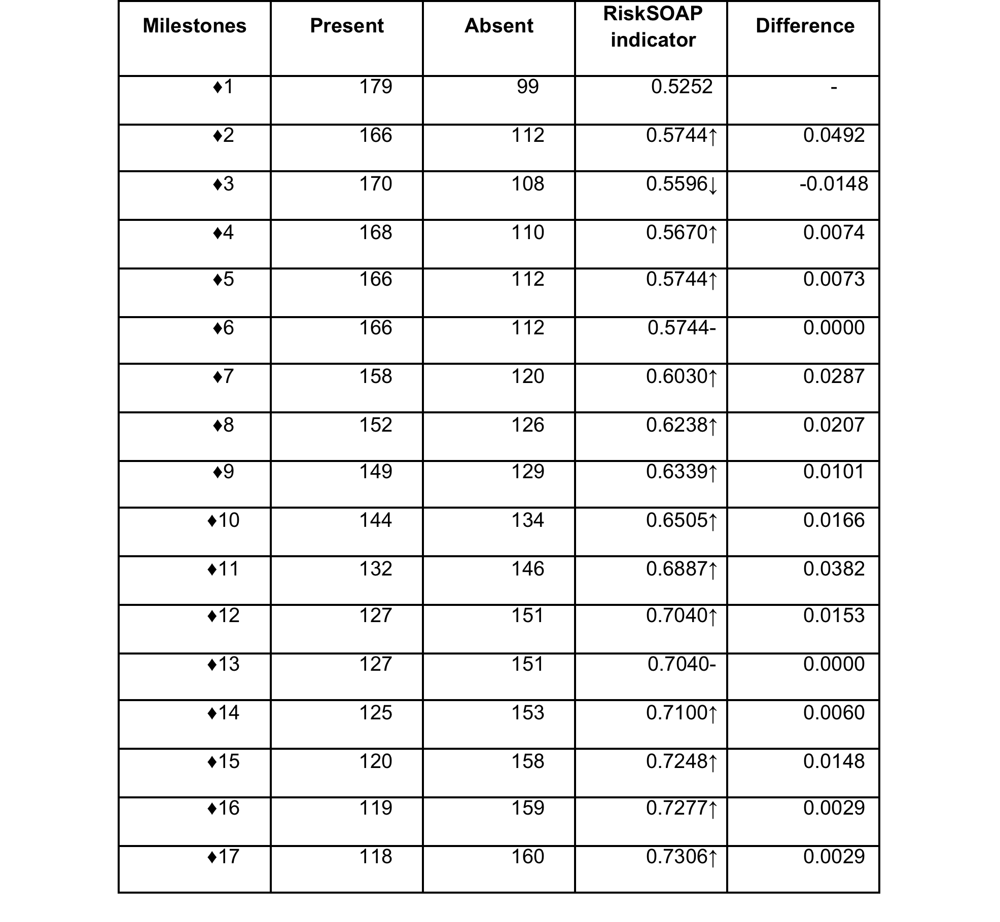 Milestones Present Absent RiskSOAP indicator Difference
♦1 179 99 0.5252 -
♦2 166 112 0.5744↑ 0.0492
♦3 170 108 0.5596↓ -0.0148
♦4 168 110 0.5670↑ 0.0074
♦5 166 112 0.5744↑ 0.0073
♦6 166 112 0.5744- 0.0000
♦7 158 120 0.6030↑ 0.0287
♦8 152 126 0.6238↑ 0.0207
♦9 149 129 0.6339↑ 0.0101
♦10 144 134 0.6505↑ 0.0166
♦11 132 146 0.6887↑ 0.0382
♦12 127 151 0.7040↑ 0.0153
♦13 127 151 0.7040- 0.0000
♦14 125 153 0.7100↑ 0.0060
♦15 120 158 0.7248↑ 0.0148
♦16 119 159 0.7277↑ 0.0029
♦17 118 160 0.7306↑ 0.0029